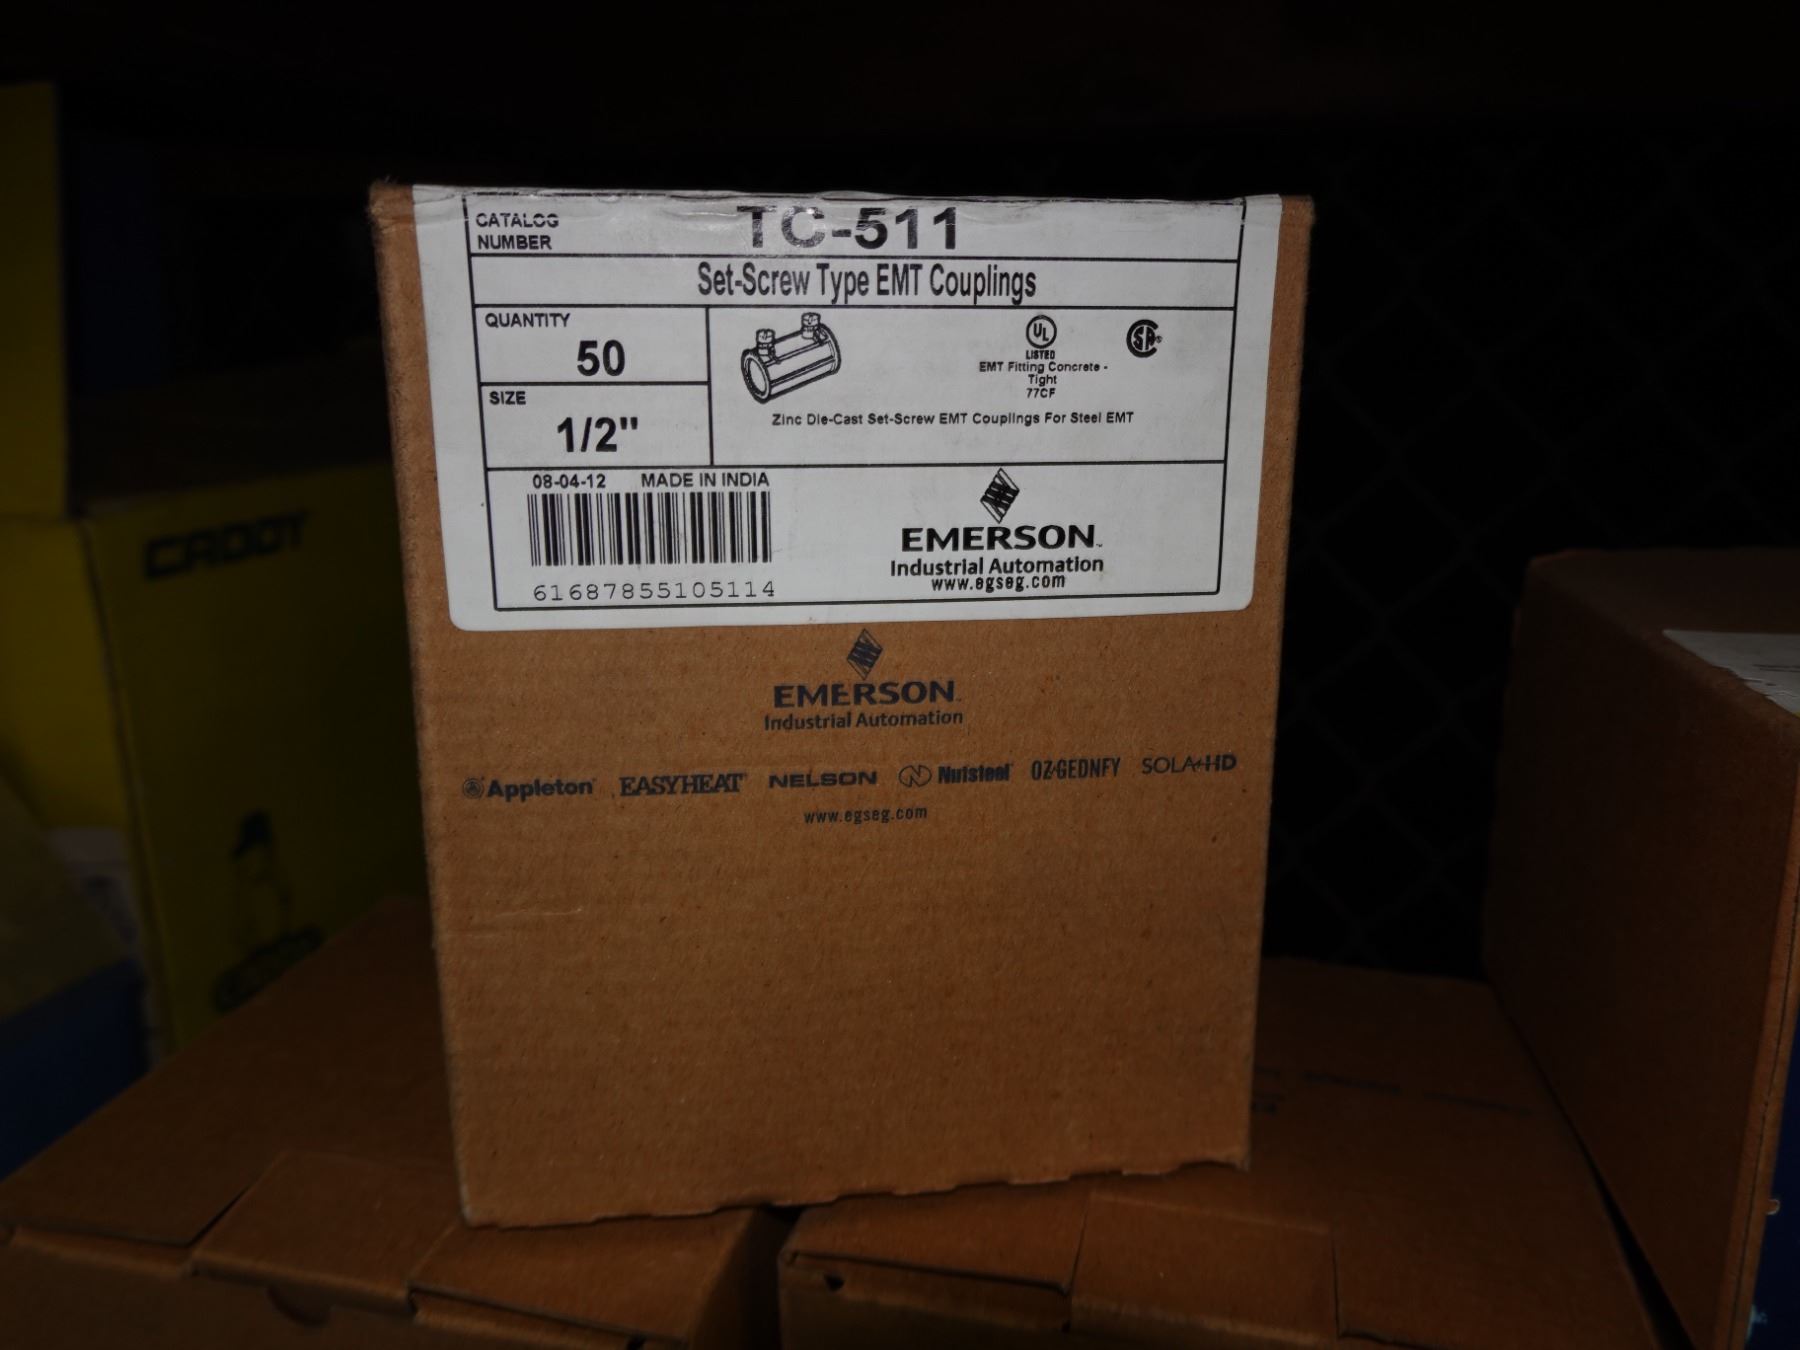 CATALOG
NUMBER
TC-511
Set-Screw Type EMT Couplings
QUANTITY
50
SIZE
1/2"
UL
LISTED
EMT Fitting Concrete -
Tight
77CF
SA
Zinc Die-Cast Set-Screw EMT Couplings For Steel EMT
08-04-12 MADE IN INDIA
61687855105114
EMERSON
Industrial Automation
www.egseg.com
EMERSON
Industrial Automation
Appleton EASYHEAT NELSON Nutsteel OZ-GEDNEY SOLA-HD
www.egseg.com
CADDY